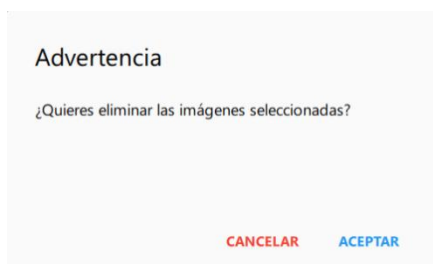 Advertencia
¿Quieres eliminar las imágenes seleccionadas?
CANCELAR ACEPTAR